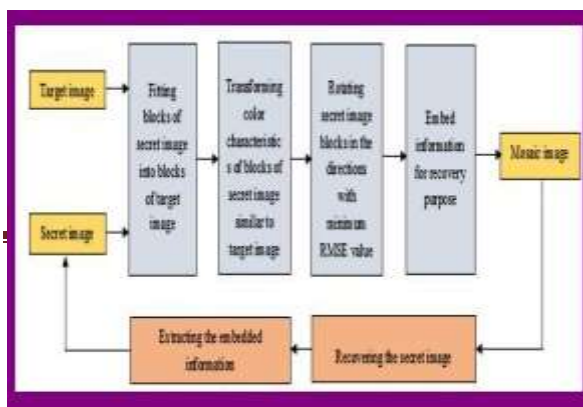 Target image
Secret image
Fitting
blocks of
secret image
into blocks
of target
image
Transforming
color
characteristic
s of blocks of
secret image
similar to
target image
Rotating
secret image
blocks in the
directions
with
minimum
RMSE value
Embed
information
for recovery
purpose
Mosaic image
Extracting the embedded
information
Recovering the secret image